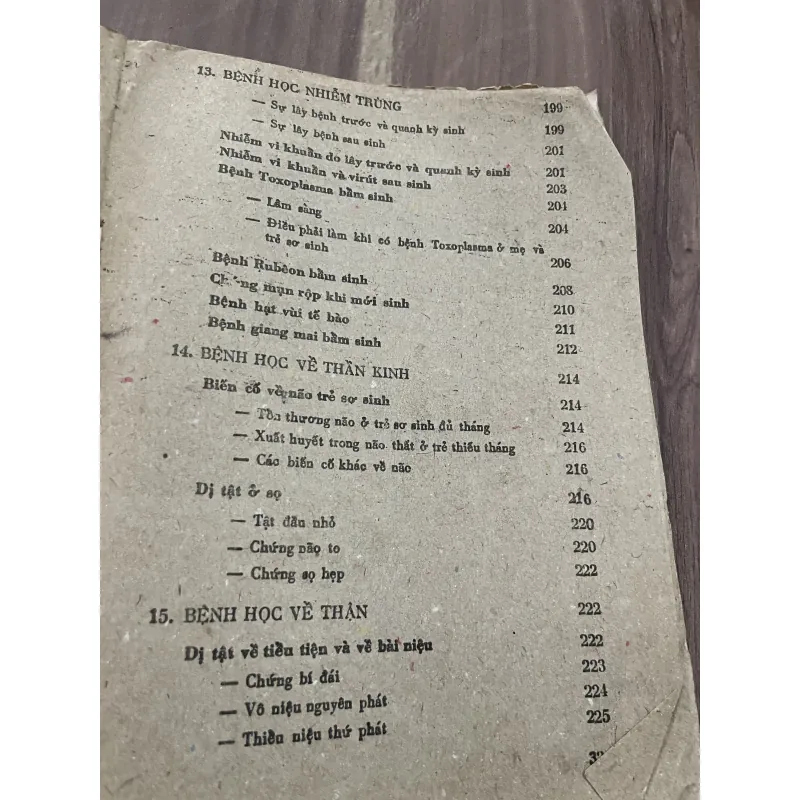 13. BỆNH HỌC NHIỄM TRÙNG 199
— Sự lây bệnh trước và quanh kỳ sinh 199
— Sự lây bệnh sau sinh 201
Nhiễm vi khuẩn do lây trước và quanh kỳ sinh 201
Nhiễm vi khuẩn và virút sau sinh 203
Bệnh Toxoplasma bẩm sinh 204
— Lâm sàng 204
— Điều phải làm khi có bệnh Toxoplasma ở mẹ và
trẻ sơ sinh 206
Bệnh Rubêon bẩm sinh 208
Chứng mụn rộp khi mới sinh 210
Bệnh hạt vùi tế bào 211
Bệnh giang mai bẩm sinh 212
14. BỆNH HỌC VỀ THẦN KINH 214
Biến cố về não trẻ sơ sinh 214
— Tổn thương não ở trẻ sơ sinh đủ tháng 214
— Xuất huyết trong não thất ở trẻ thiếu tháng 216
— Các biến cố khác về não 216
Dị tật ở sọ 216
— Tật đầu nhỏ 220
— Chứng não to 220
— Chứng sọ hẹp 222
15. BỆNH HỌC VỀ THẬN 222
Dị tật về tiểu tiện và về bài niệu 222
— Chứng bí đái 223
— Vô niệu nguyên phát 224
— Thiểu niệu thứ phát 225